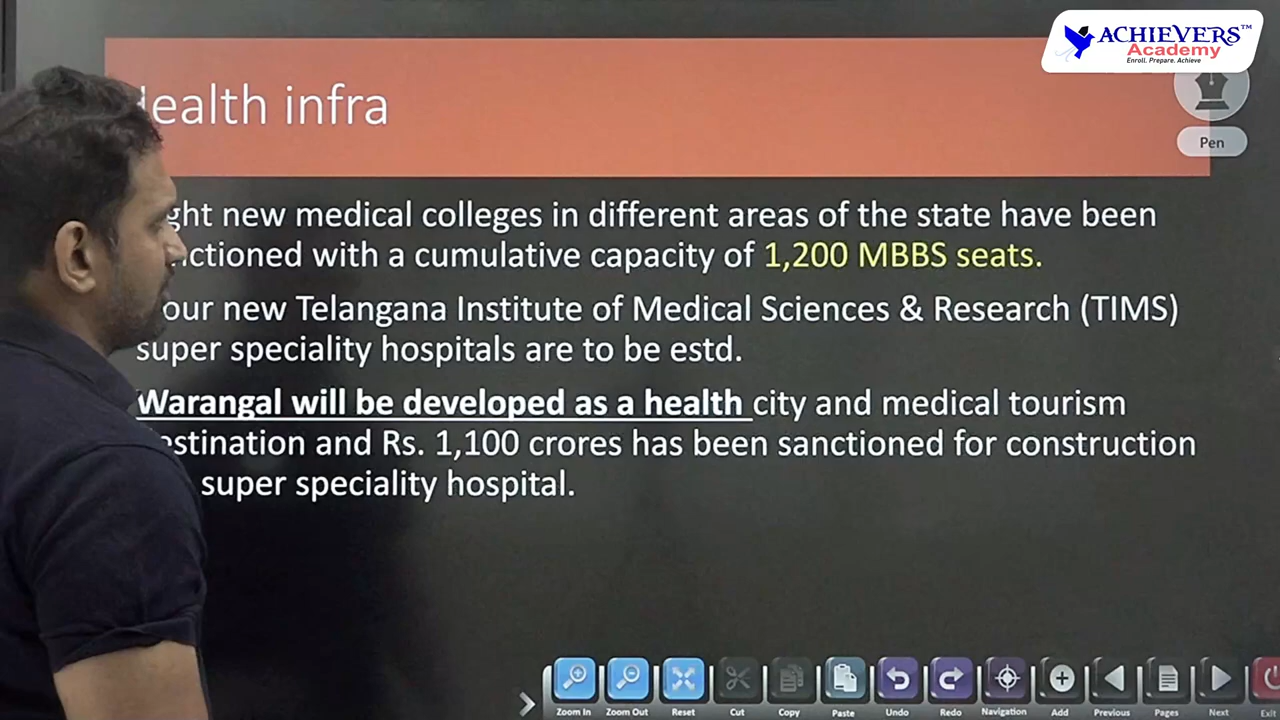 ACHIEVERS™
Academy
Enroll. Prepare. Achieve
ealth infra
Pen
ght new medical colleges in different areas of the state have been
nctioned with a cumulative capacity of 1,200 MBBS seats.
our new Telangana Institute of Medical Sciences & Research (TIMS)
super speciality hospitals are to be estd.
Warangal will be developed as a health city and medical tourism
stination and Rs. 1,100 crores has been sanctioned for construction
super speciality hospital.
Zoom In Zoom Out Reset Cut Copy Paste Undo Redo Navigation Add Previous Pages Next Exit